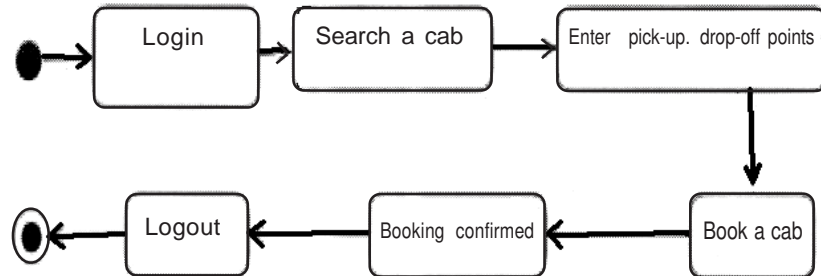 Login
Search a cab
Enter pick-up. drop-off points
Book a cab
Booking confirmed
Logout